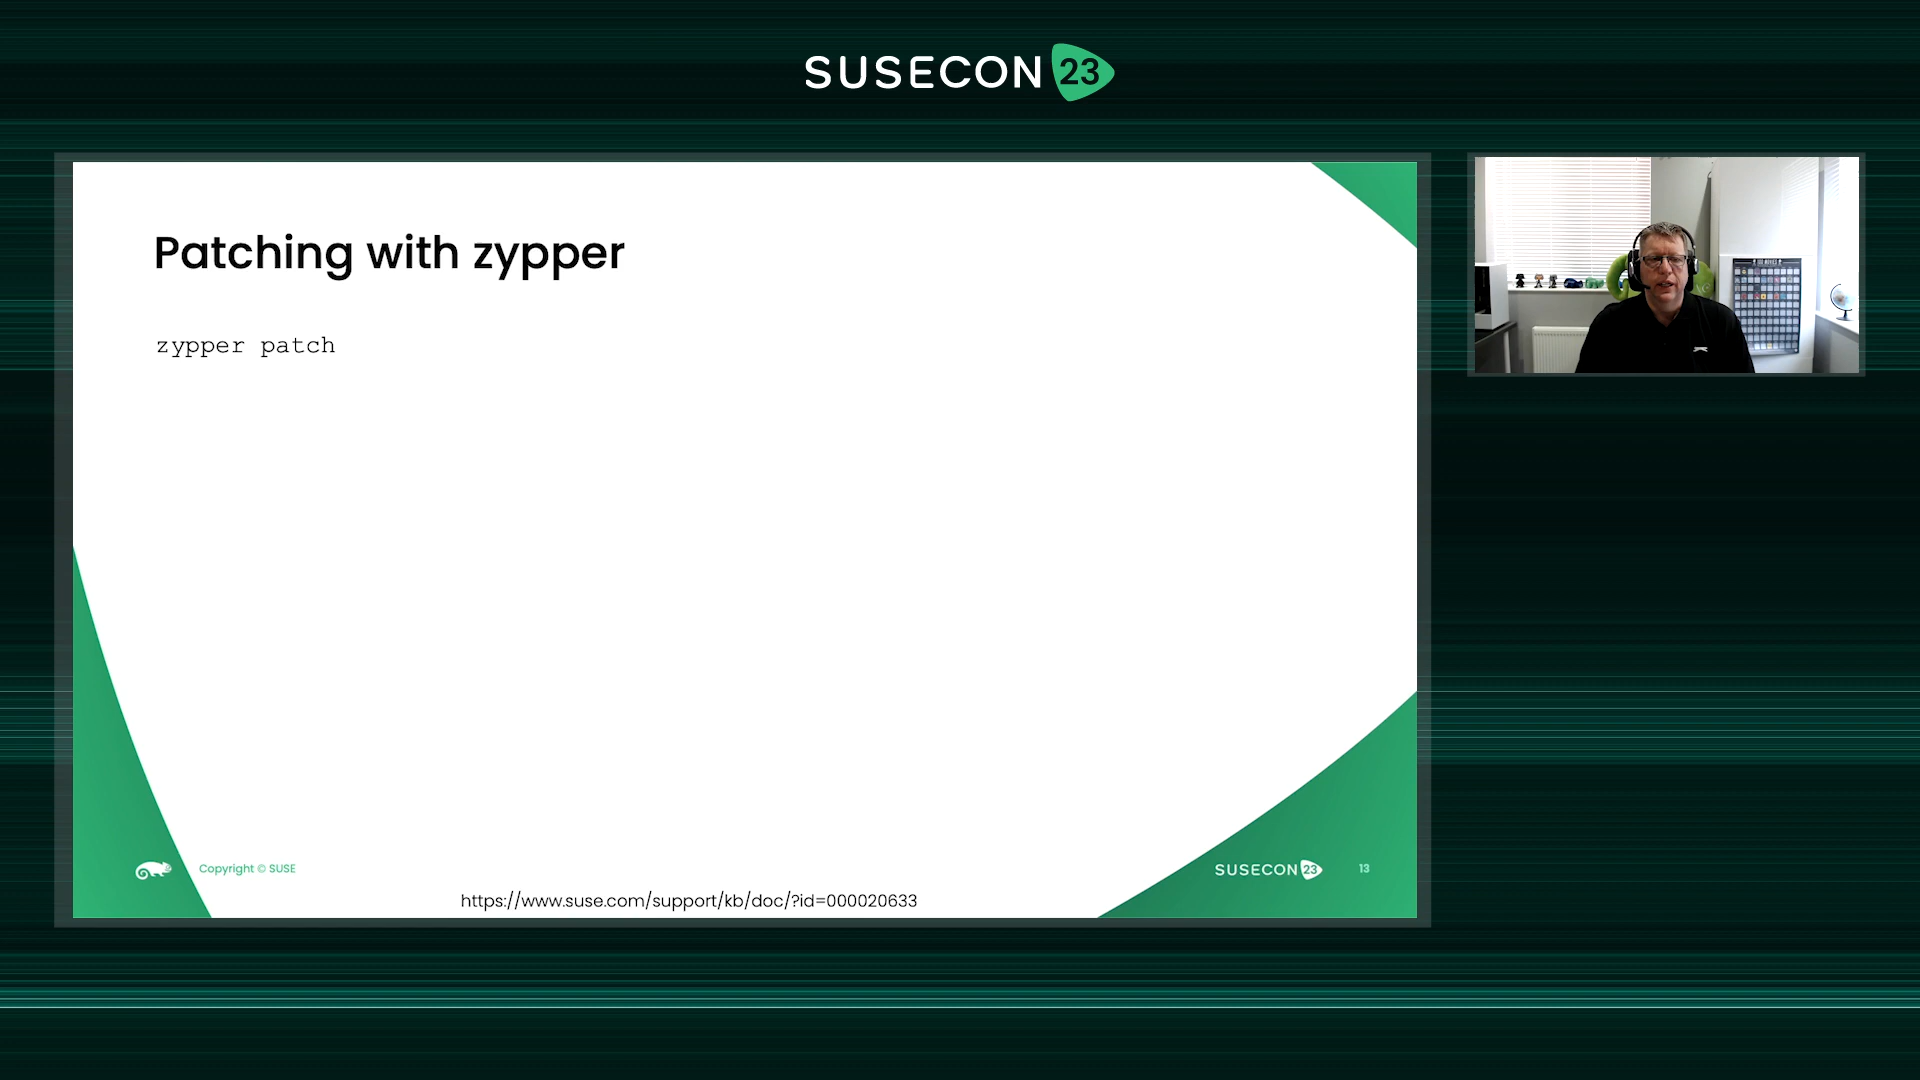 SUSECON 23
Patching with zypper
zypper patch
Copyright © SUSE
SUSECON 23
13
https://www.suse.com/support/kb/doc/?id=000020633